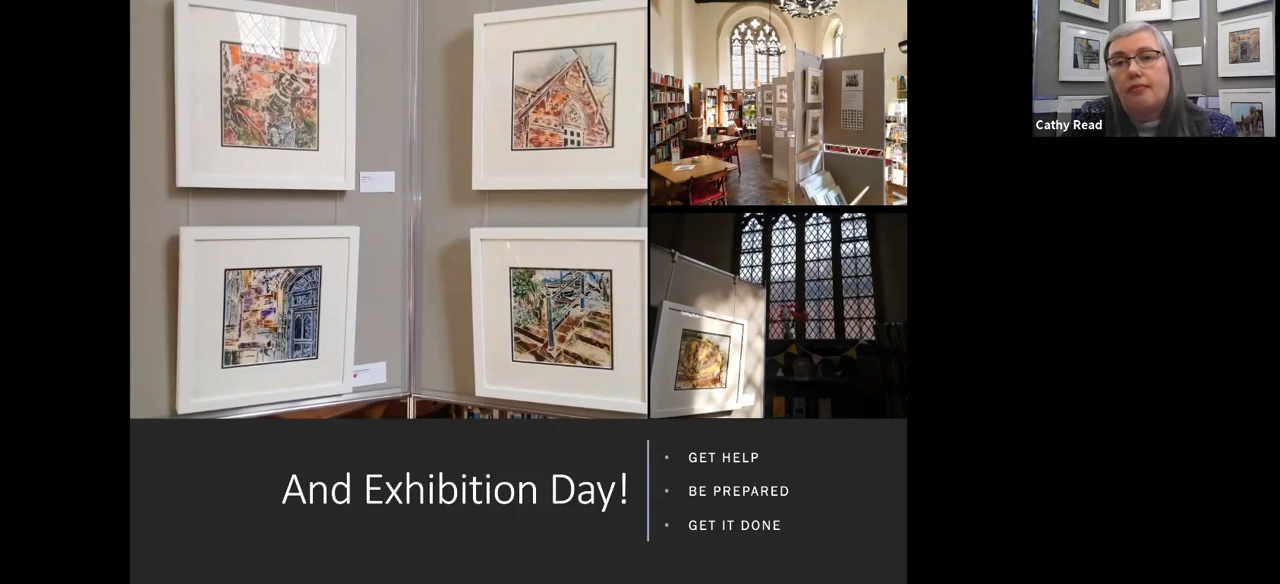 Cathy Read
And Exhibition Day!
• GET HELP
• BE PREPARED
• GET IT DONE